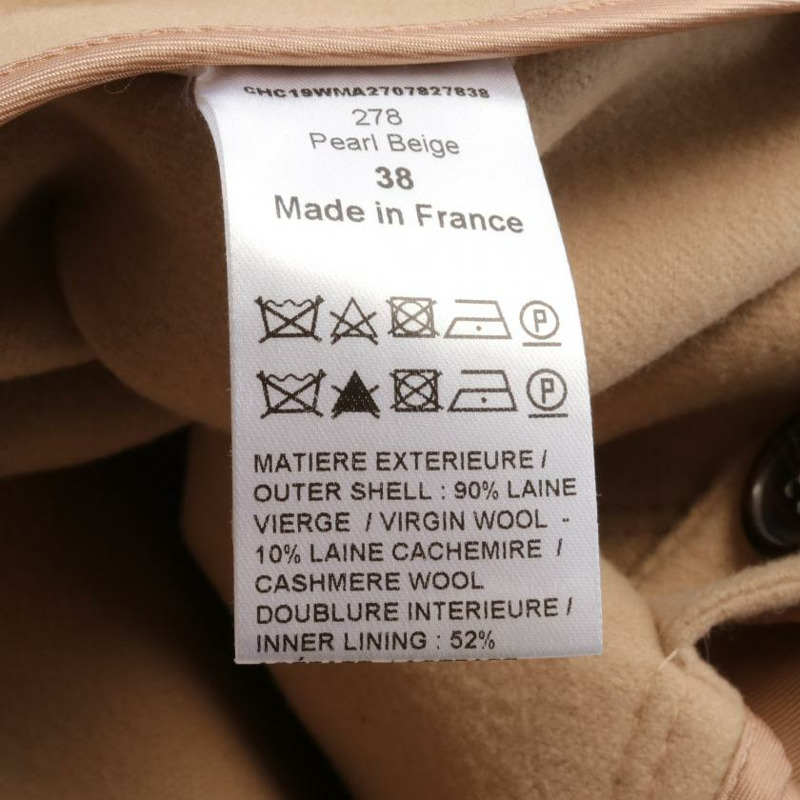 CHC19WMA2707827838
278
Pearl Beige
38
Made in France
P
P
MATIERE EXTERIEURE /
OUTER SHELL : 90% LAINE
VIERGE / VIRGIN WOOL -
10% LAINE CACHEMIRE /
CASHMERE WOOL
DOUBLURE INTERIEURE /
INNER LINING : 52%